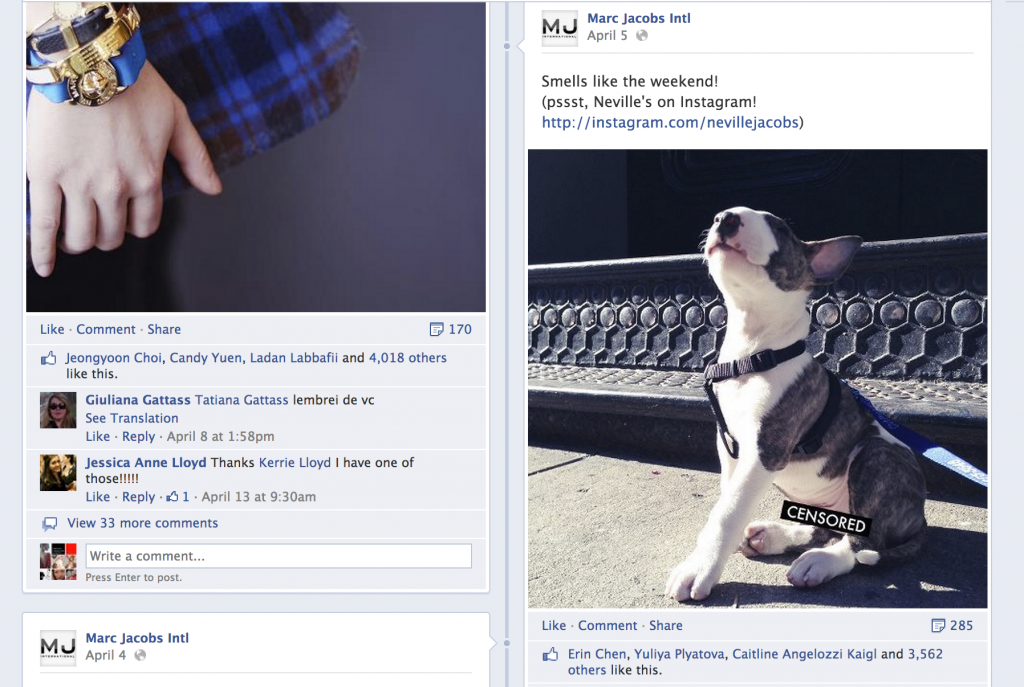 Like · Comment · Share
170
Jeongyoon Choi, Candy Yuen, Ladan Labbafii and 4,018 others
like this.
Giuliana Gattass Tatiana Gattass lembrei de vc
See Translation
Like · Reply · April 8 at 1:58pm
Jessica Anne Lloyd Thanks Kerrie Lloyd I have one of
those!!!!!
Like · Reply · 1 · April 13 at 9:30am
View 33 more comments
Write a comment...
Press Enter to post.
MJ
INTERNATIONAL
Marc Jacobs Intl
April 4
MJ
INTERNATIONAL
Marc Jacobs Intl
April 5
Smells like the weekend!
(pssst, Neville's on Instagram!
http://instagram.com/nevillejacobs)
CENSORED
Like · Comment · Share
285
Erin Chen, Yuliya Plyatova, Caitline Angelozzi Kaigl and 3,562
others like this.